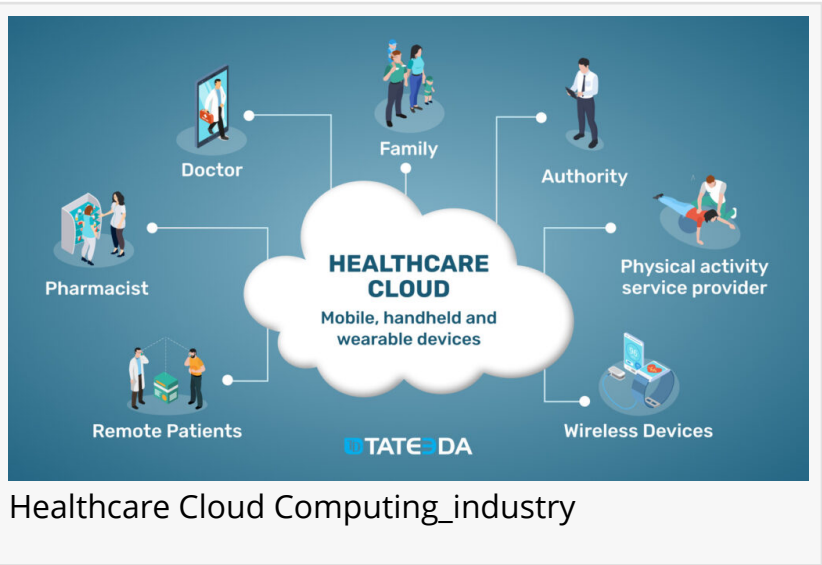 Doctor
Family
Authority
Pharmacist
HEALTHCARE
CLOUD
Mobile, handheld and
wearable devices
Physical activity
service provider
Remote Patients
Wireless Devices
TATEEDA
Healthcare Cloud Computing_industry